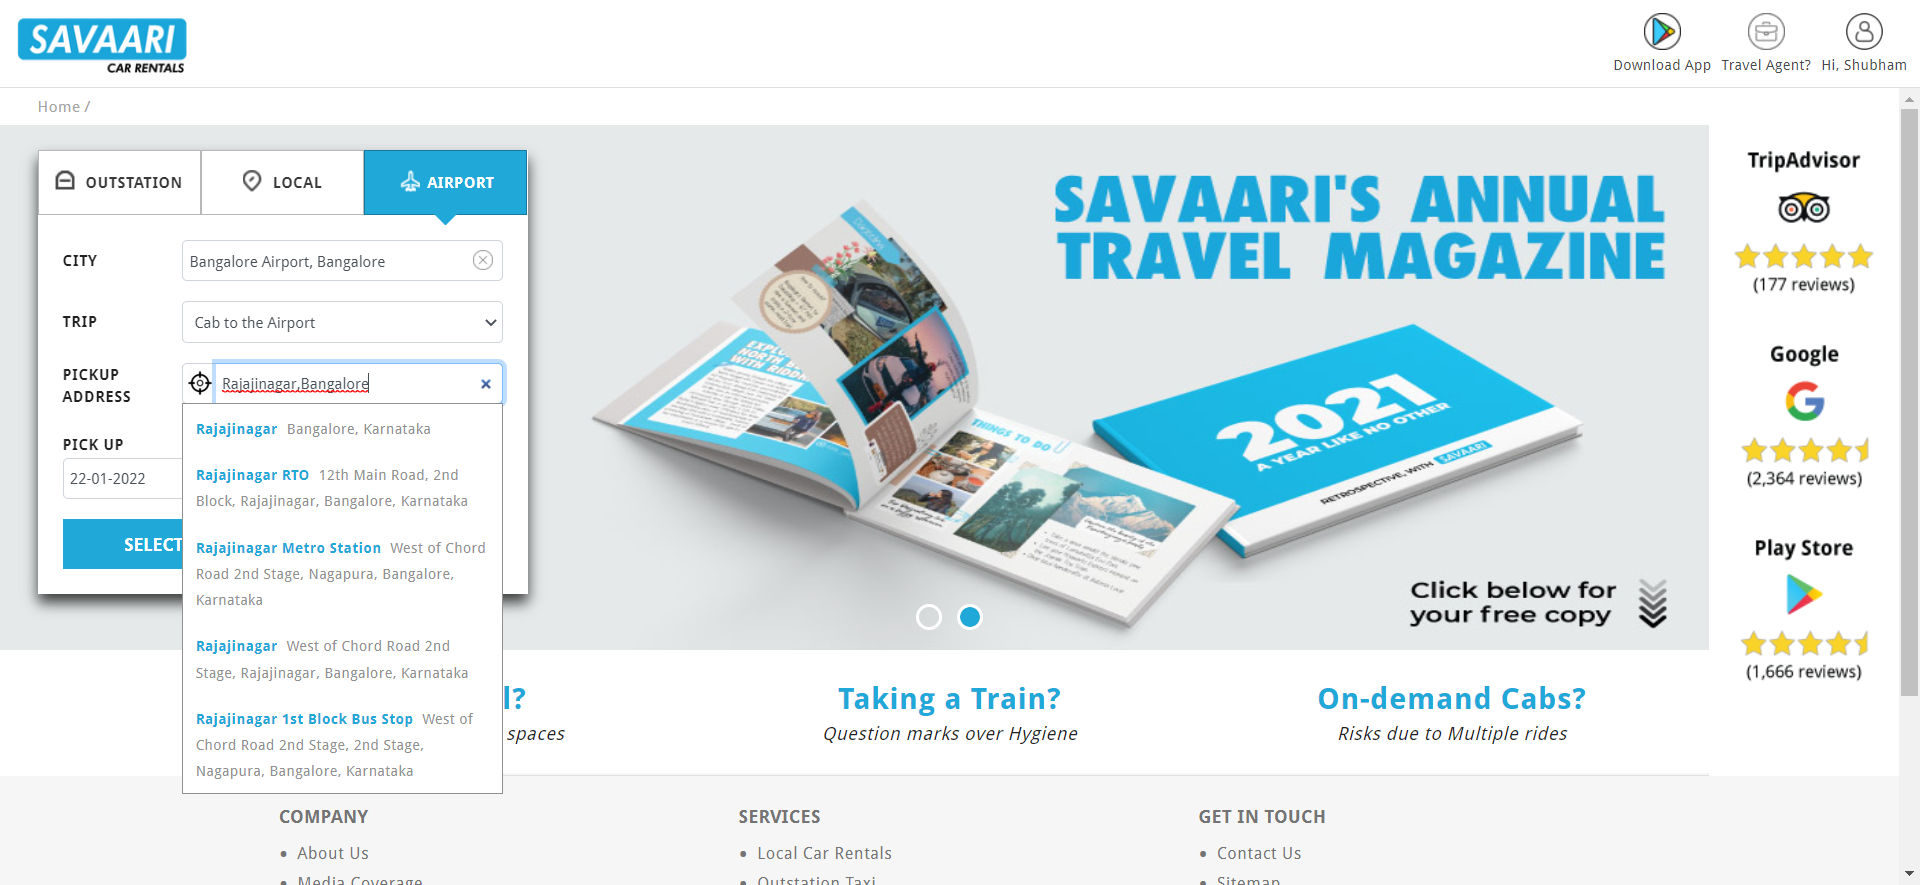 SAVAARI
CAR RENTALS
Download App
Travel Agent?
Hi, Shubham
Home /
OUTSTATION
LOCAL
AIRPORT
CITY
Bangalore Airport, Bangalore
TRIP
Cab to the Airport
PICKUP
ADDRESS
Rajajinagar,Bangalore
Rajajinagar Bangalore, Karnataka
Rajajinagar RTO 12th Main Road, 2nd
Block, Rajajinagar, Bangalore, Karnataka
Rajajinagar Metro Station West of Chord
Road 2nd Stage, Nagapura, Bangalore,
Karnataka
Rajajinagar West of Chord Road 2nd
Stage, Rajajinagar, Bangalore, Karnataka
Rajajinagar 1st Block Bus Stop West of
Chord Road 2nd Stage, 2nd Stage,
Nagapura, Bangalore, Karnataka
PICK UP
22-01-2022
SELECT
SAVAARI'S ANNUAL
TRAVEL MAGAZINE
THINGS TO DO
2021
A YEAR LIKE NO OTHER
RETROSPECTIVE, WITH SAVAARI
Click below for
your free copy
TripAdvisor
(177 reviews)
Google
(2,364 reviews)
Play Store
(1,666 reviews)
l?
spaces
Taking a Train?
Question marks over Hygiene
On-demand Cabs?
Risks due to Multiple rides
COMPANY
About Us
Media Coverage
SERVICES
Local Car Rentals
Outstation Taxi
GET IN TOUCH
Contact Us
Sitemap